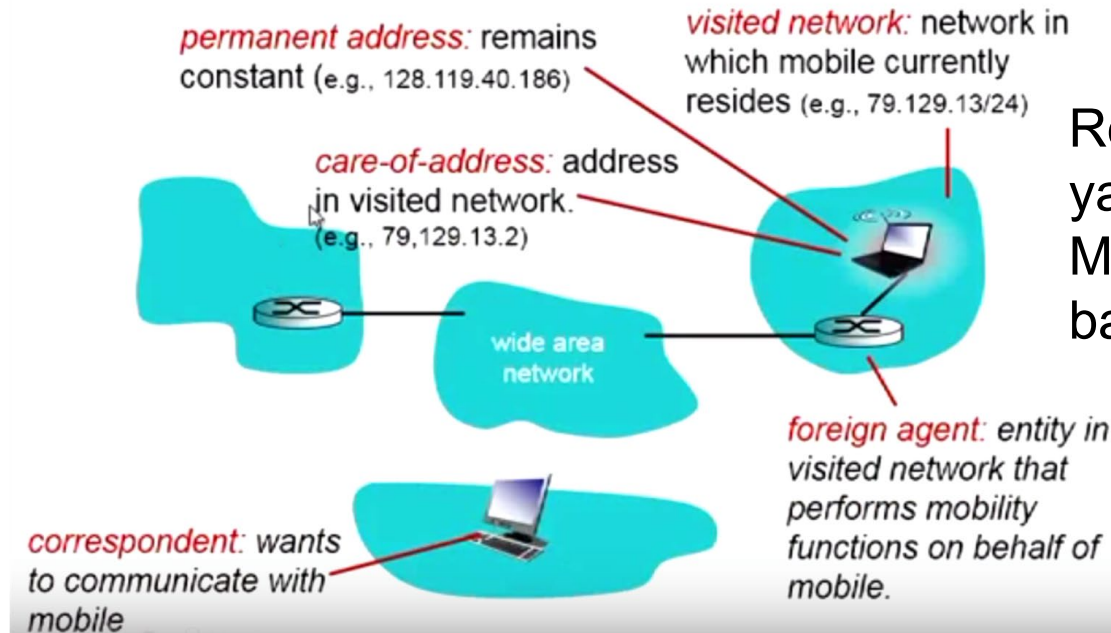 permanent address: remains
constant (e.g., 128.119.40.186)
visited network: network in
which mobile currently
resides (e.g., 79.129.13/24)
care-of-address: address
in visited network.
(e.g., 79,129.13.2)
wide area
network
foreign agent: entity in
visited network that
performs mobility
functions on behalf of
mobile.
correspondent: wants
to communicate with
mobile